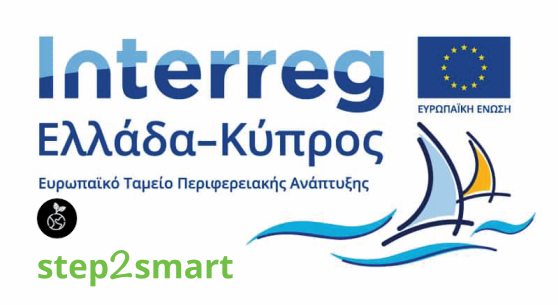 Interreg
ΕΥΡΩΠΑΪΚΗ ΕΝΩΣΗ
Ελλάδα–Κύπρος
Ευρωπαϊκό Ταμείο Περιφερειακής Ανάπτυξης
step2smart